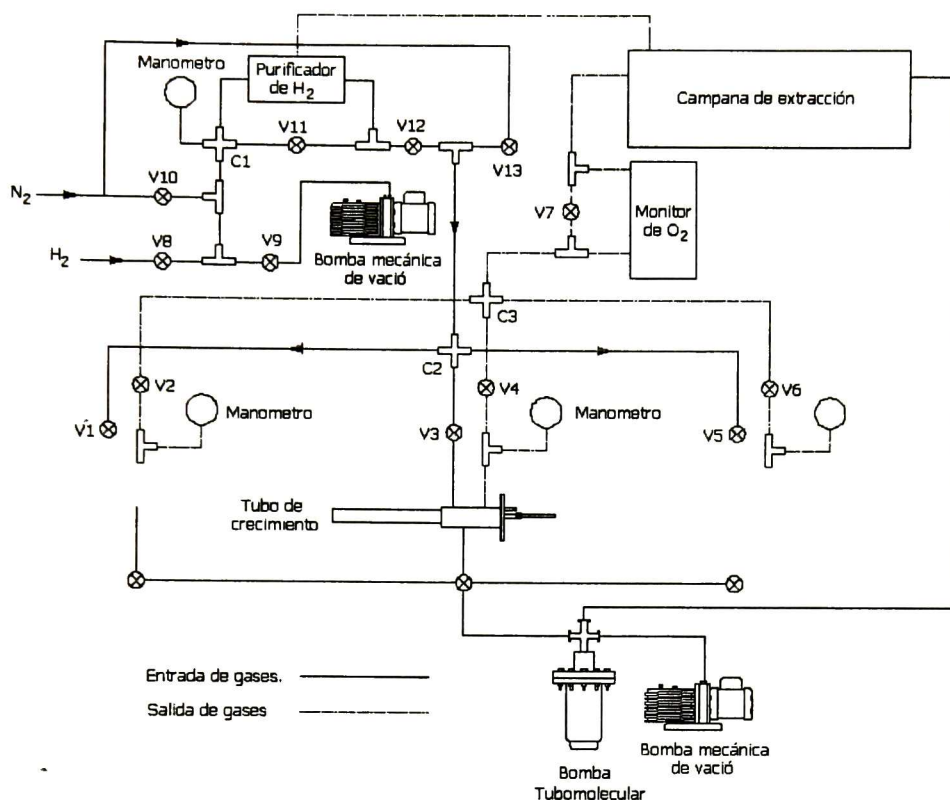 Manometro
Purificador
de H2
Campana de extracción
V11
V12
C1
V13
N2
V10
V7
Monitor
de O2
H2
V8
V9
Bomba mecánica
de vació
C3
C2
V2
V4
V6
Manometro
Manometro
V1
V3
V5
Tubo de
crecimiento
Entrada de gases.
Salida de gases
Bomba mecánica
de vació
Bomba
Tubomolecular